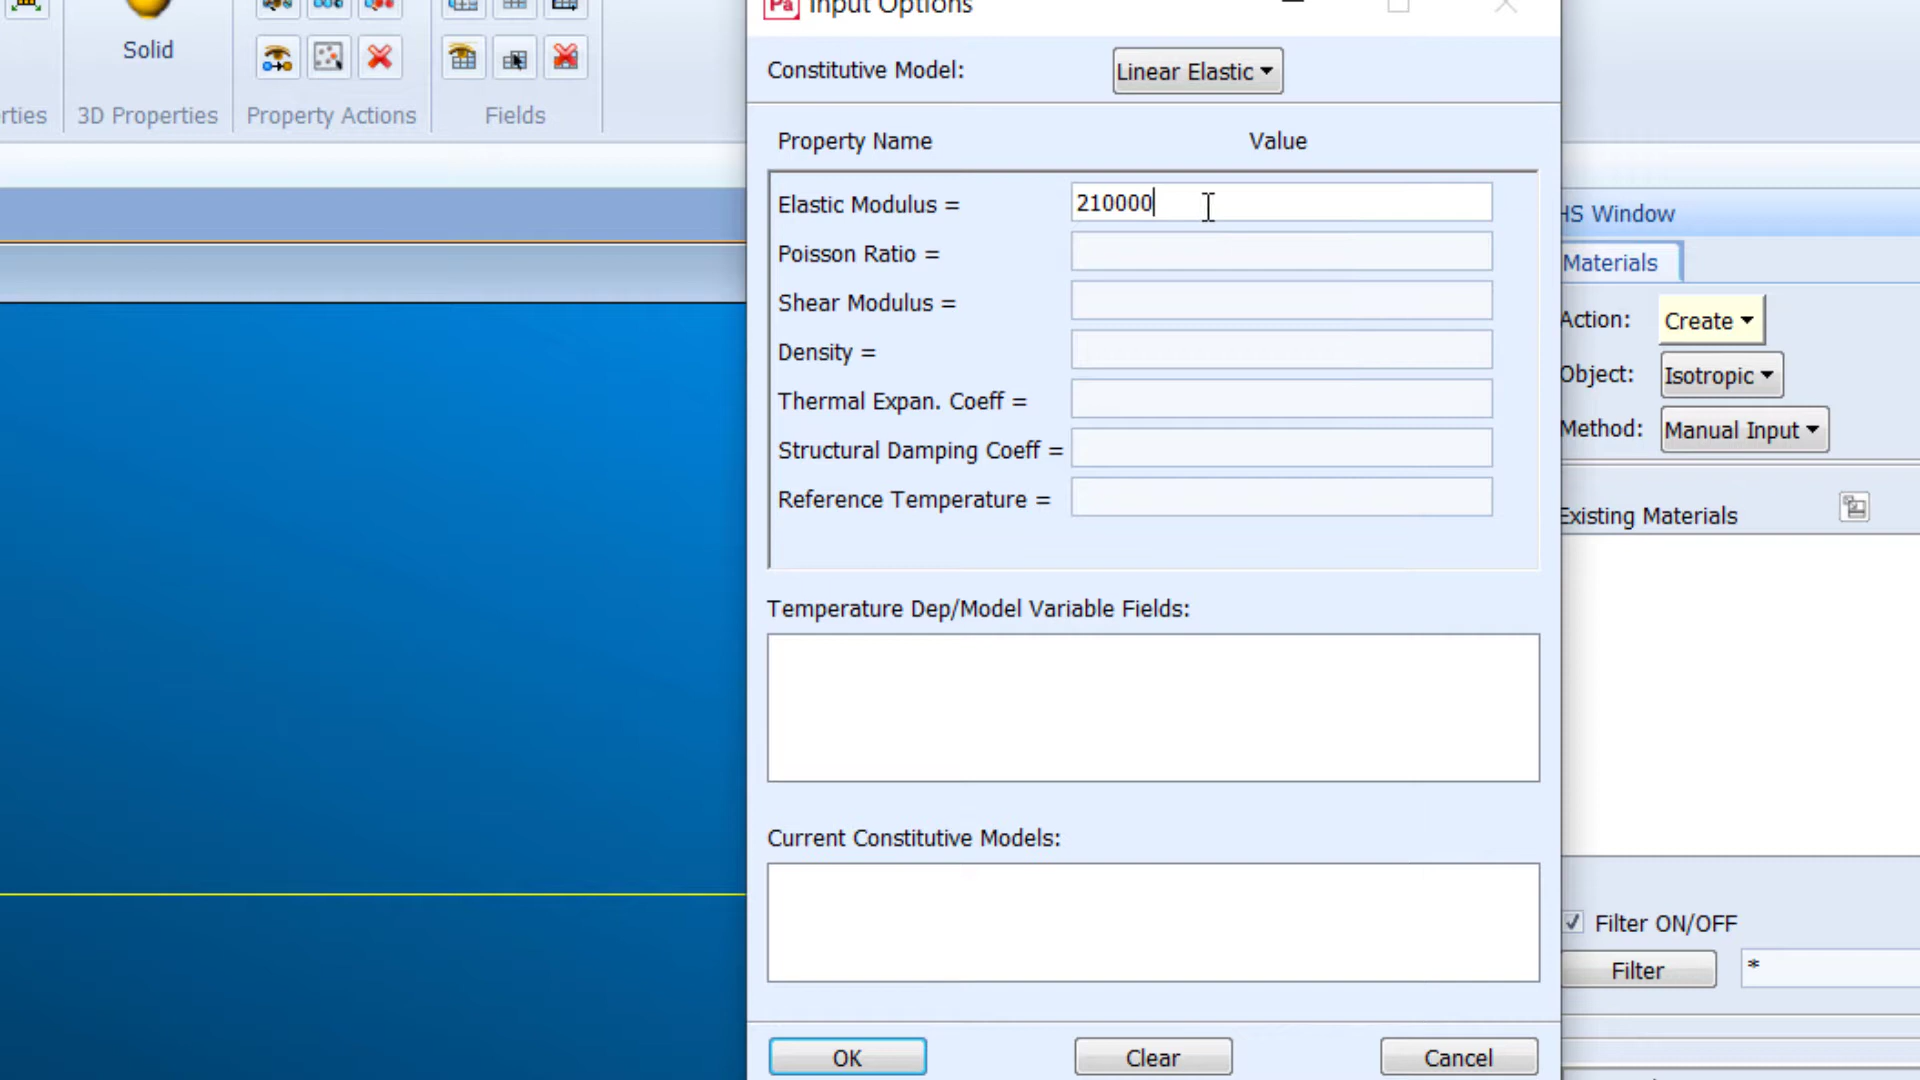 Pa Input Options
Solid
rties 3D Properties Property Actions Fields
Constitutive Model: Linear Elastic
Property Name Value
Elastic Modulus = 210000
Poisson Ratio =
Shear Modulus =
Density =
Thermal Expan. Coeff =
Structural Damping Coeff =
Reference Temperature =
Temperature Dep/Model Variable Fields:
Current Constitutive Models:
OK Clear Cancel
HS Window
Materials
Action: Create
Object: Isotropic
Method: Manual Input
Existing Materials
Filter ON/OFF
Filter *